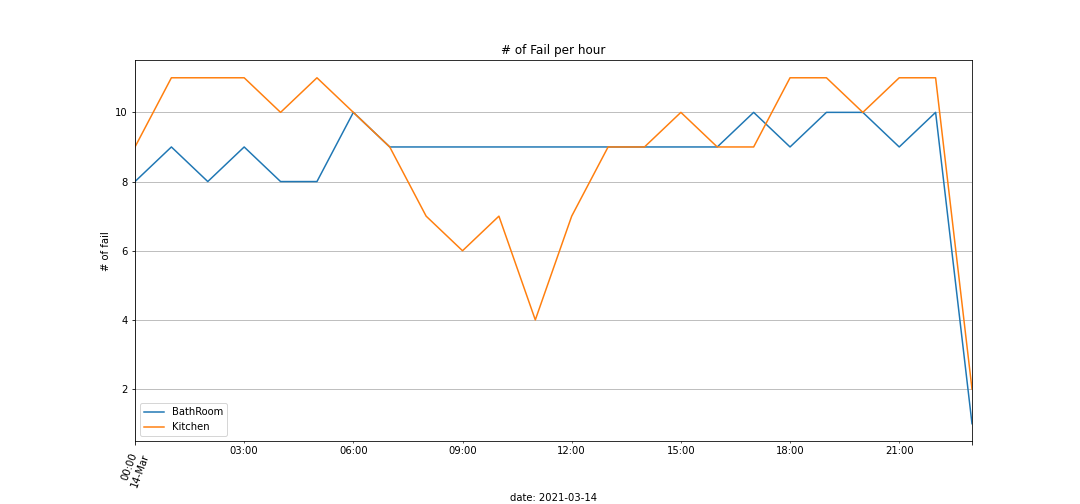 # of Fail per hour
10
8
6
4
2
# of fail
BathRoom
Kitchen
00:00
14-Mar
03:00
06:00
09:00
12:00
15:00
18:00
21:00
date: 2021-03-14